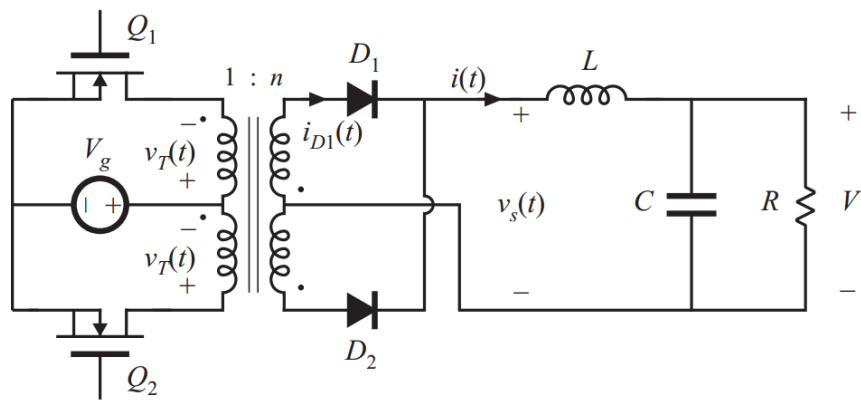 Q1
D1
L
1 : n
i(t)
+
+
−
iD1(t)
Vg
vT(t)
+
− +
−
vs(t)
C
R
V
vT(t)
+
−
−
D2
Q2